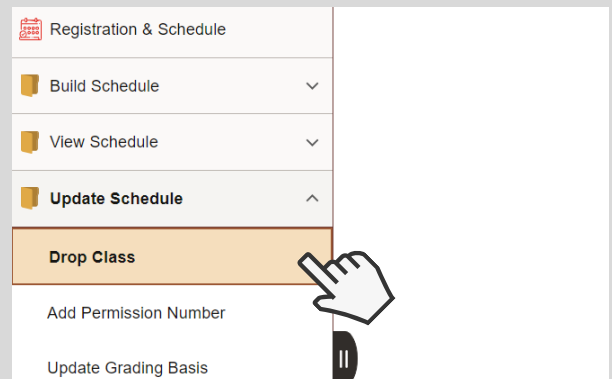 Registration & Schedule
Build Schedule
View Schedule
Update Schedule
Drop Class
Add Permission Number
Update Grading Basis